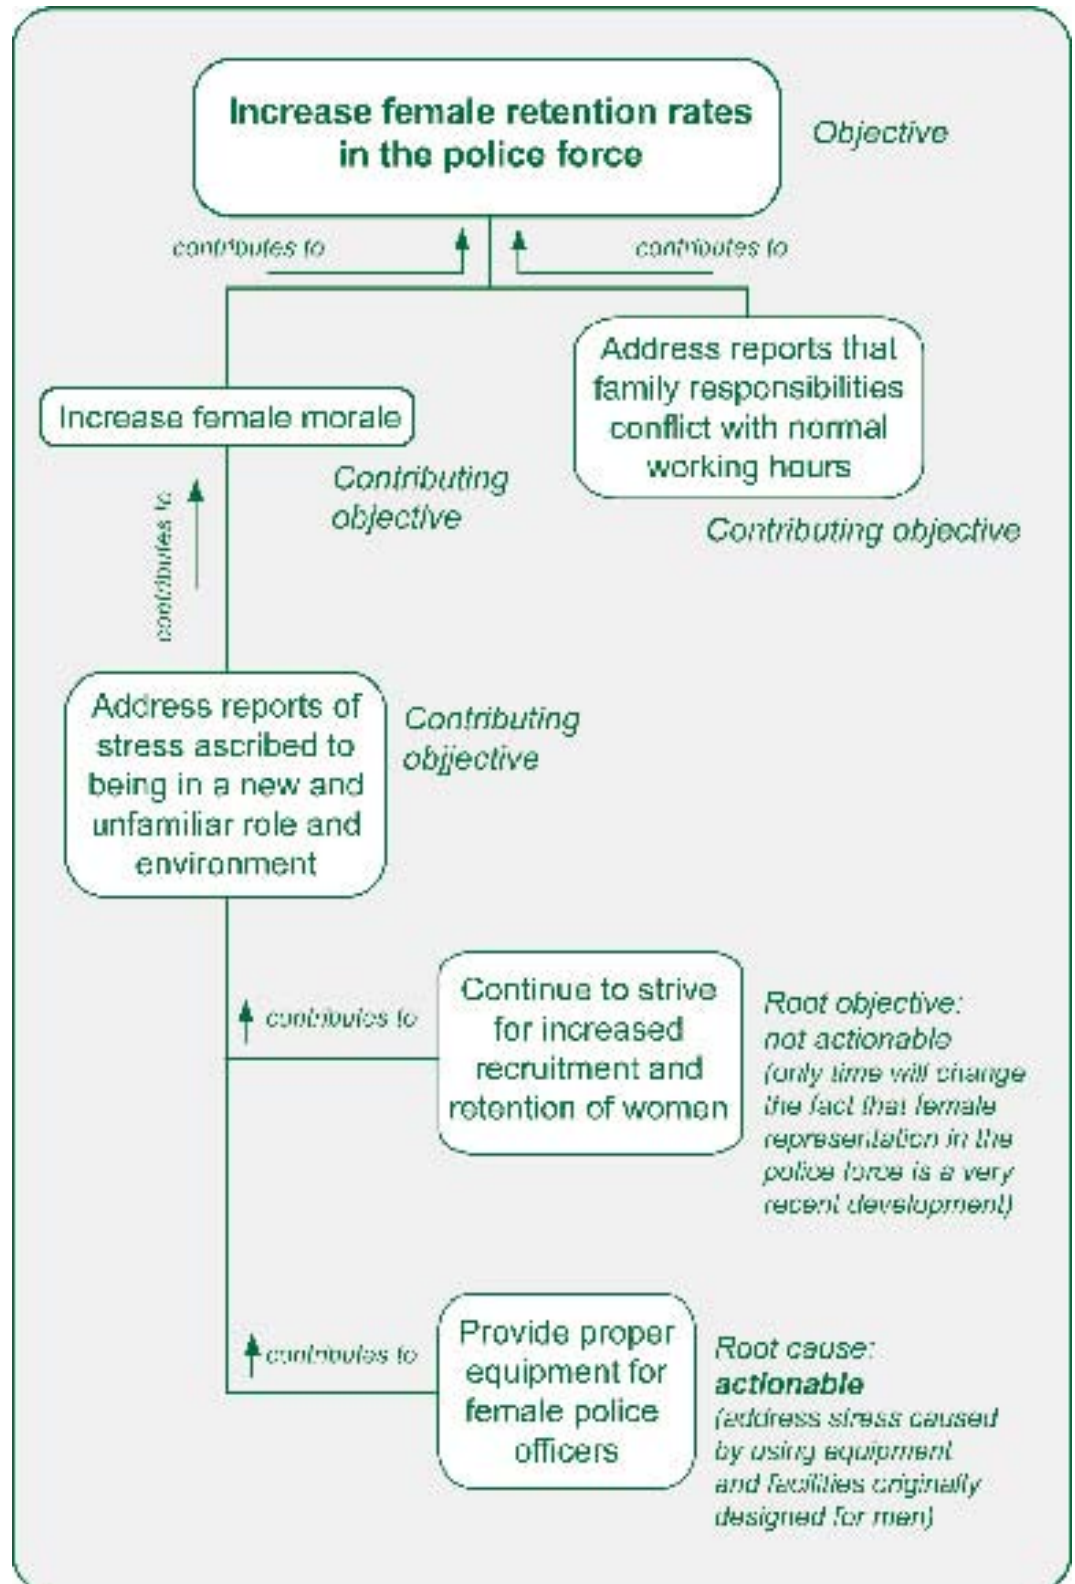 Increase female retention rates
in the police force
Objective
contributes to
contributes to
Increase female morale
Address reports that
family responsibilities
conflict with normal
working hours
Contributing
objective
Contributing objective
contributes to
Address reports of
stress ascribed to
being in a new and
unfamiliar role and
environment
Contributing
objjective
contributes to
Continue to strive
for increased
recruitment and
retention of women
Root objective:
not actionable
(only time will change
the fact that female
representation in the
police force is a very
recent development)
contributes to
Provide proper
equipment for
female police
officers
Root cause:
actionable
(address stress caused
by using equipment
and facilities originally
designed for men)